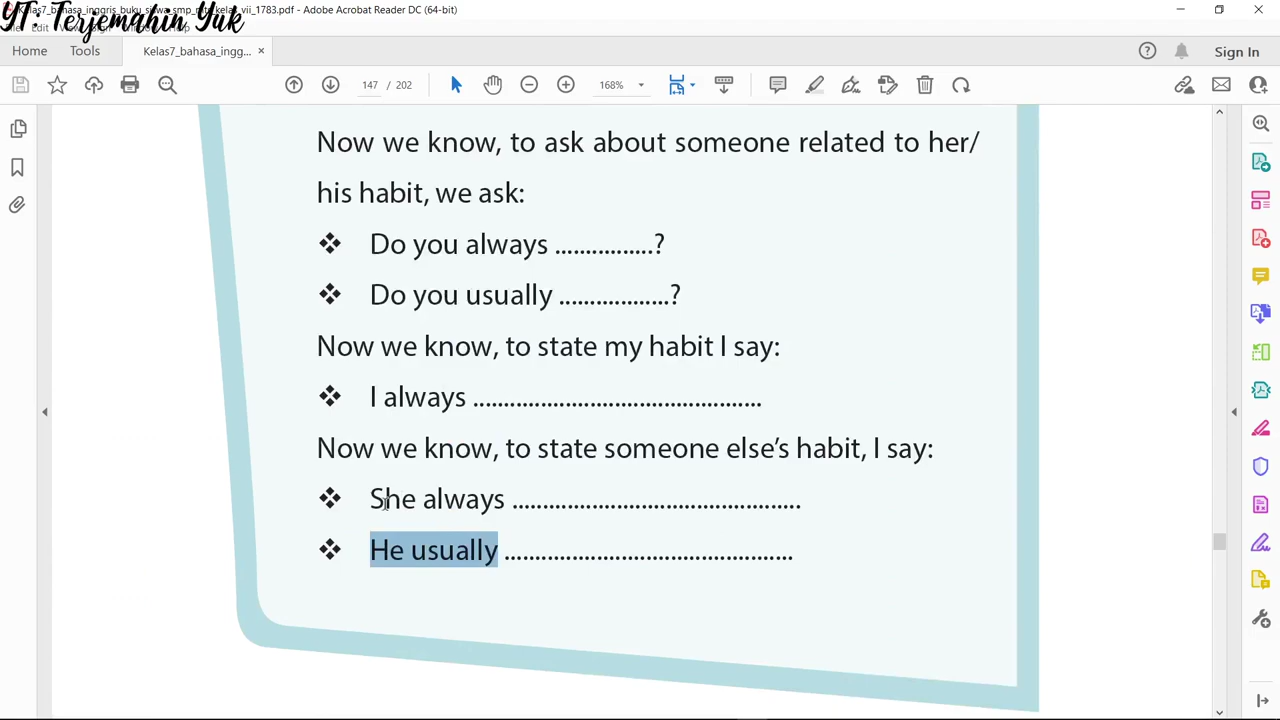 Kelas7_bahasa_inggris_buku_siswa_smp_mts_kelas_vii_1783.pdf - Adobe Acrobat Reader DC (64-bit)
YT: Terjemahin Yuk
Home Tools Kelas7_bahasa_ingg... × Sign In
147 / 202 168%
Now we know, to ask about someone related to her/
his habit, we ask:
❖ Do you always ................?
❖ Do you usually ..................?
Now we know, to state my habit I say:
❖ I always ...............................................
Now we know, to state someone else’s habit, I say:
❖ She always ...............................................
❖ He usually ...............................................